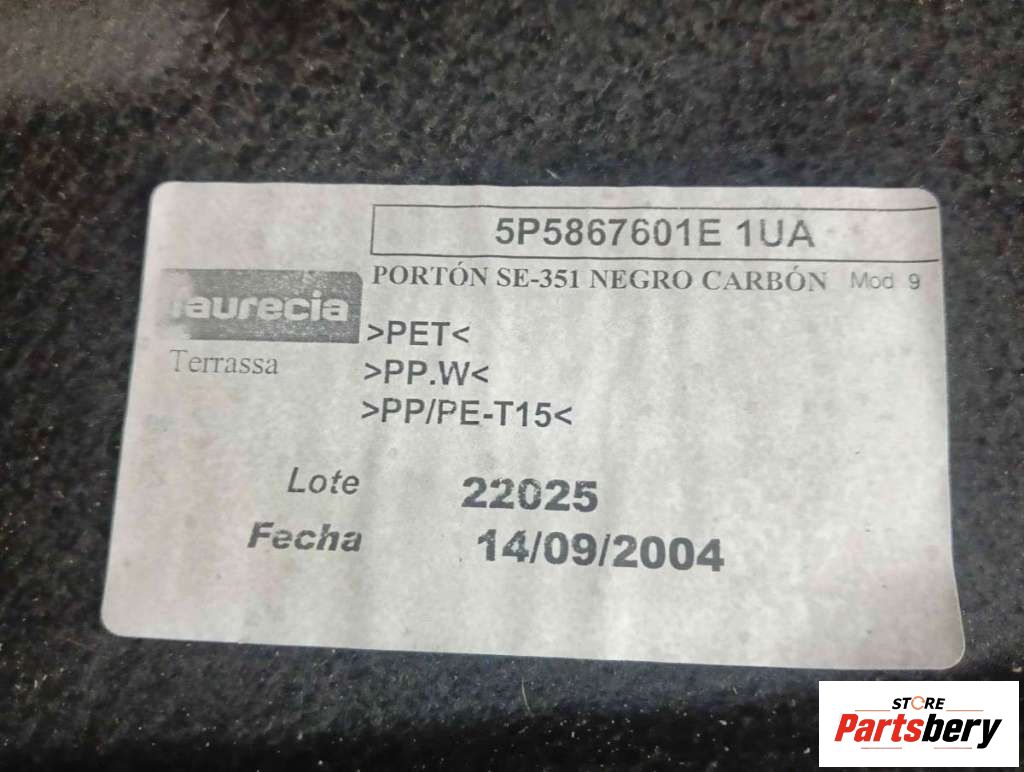 5P5867601E 1UA
PORTÓN SE-351 NEGRO CARBÓN Mod 9
faurecia
Terrassa
>PET<
>PP.W<
>PP/PE-T15<
Lote 22025
Fecha 14/09/2004
STORE
Partsbery